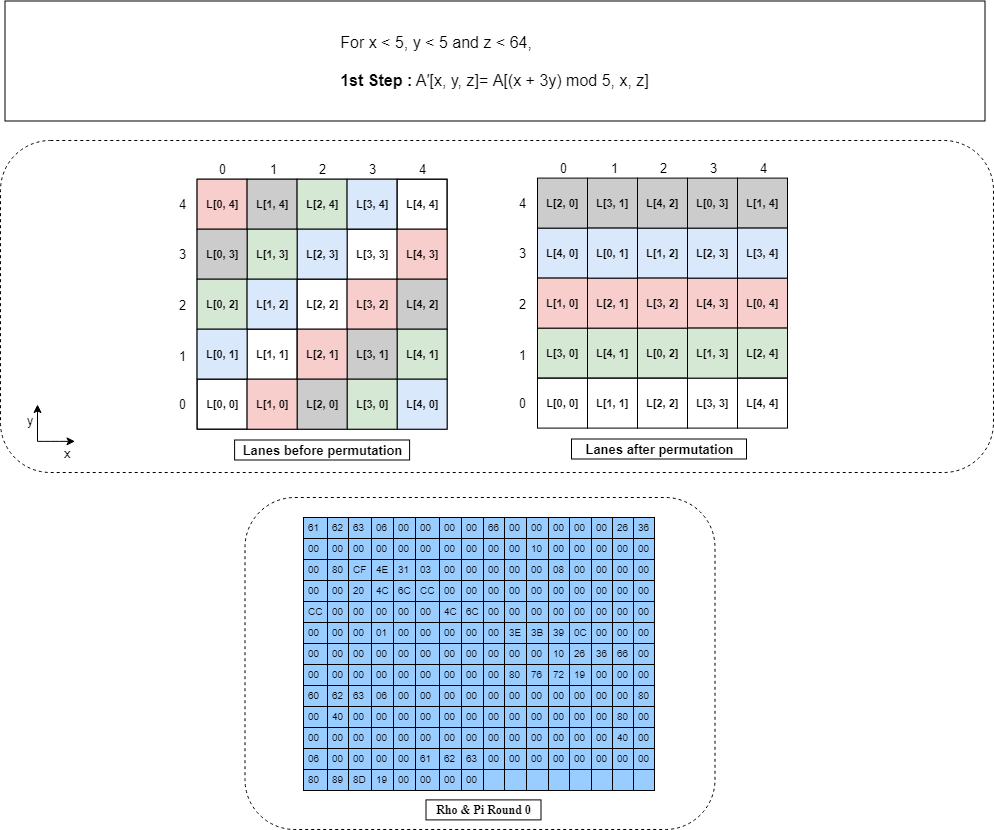 For x < 5, y < 5 and z < 64,
1st Step : A'[x, y, z]= A[(x + 3y) mod 5, x, z]
0 1 2 3 4
4 L[0, 4] L[1, 4] L[2, 4] L[3, 4] L[4, 4]
3 L[0, 3] L[1, 3] L[2, 3] L[3, 3] L[4, 3]
2 L[0, 2] L[1, 2] L[2, 2] L[3, 2] L[4, 2]
1 L[0, 1] L[1, 1] L[2, 1] L[3, 1] L[4, 1]
0 L[0, 0] L[1, 0] L[2, 0] L[3, 0] L[4, 0]
Lanes before permutation
0 1 2 3 4
4 L[2, 0] L[3, 1] L[4, 2] L[0, 3] L[1, 4]
3 L[4, 0] L[0, 1] L[1, 2] L[2, 3] L[3, 4]
2 L[1, 0] L[2, 1] L[3, 2] L[4, 3] L[0, 4]
1 L[3, 0] L[4, 1] L[0, 2] L[1, 3] L[2, 4]
0 L[0, 0] L[1, 1] L[2, 2] L[3, 3] L[4, 4]
Lanes after permutation
y
x
61 62 63 06 00 00 00 00 66 00 00 00 00 00 26 36
00 00 00 00 00 00 00 00 00 00 10 00 00 00 00 00
00 80 CF 4E 31 03 00 00 00 00 00 08 00 00 00 00
00 00 20 4C 6C CC 00 00 00 00 00 00 00 00 00 00
CC 00 00 00 00 00 4C 6C 00 00 00 00 00 00 00 00
00 00 00 01 00 00 00 00 00 3E 3B 39 0C 00 00 00
00 00 00 00 00 00 00 00 00 00 00 10 26 36 66 00
00 00 00 00 00 00 00 00 00 80 76 72 19 00 00 00
60 62 63 06 00 00 00 00 00 00 00 00 00 00 00 80
00 40 00 00 00 00 00 00 00 00 00 00 00 00 80 00
00 00 00 00 00 00 00 00 00 00 00 00 00 00 40 00
06 00 00 00 00 61 62 63 00 00 00 00 00 00 00 00
80 89 8D 19 00 00 00 00
Rho & Pi Round 0